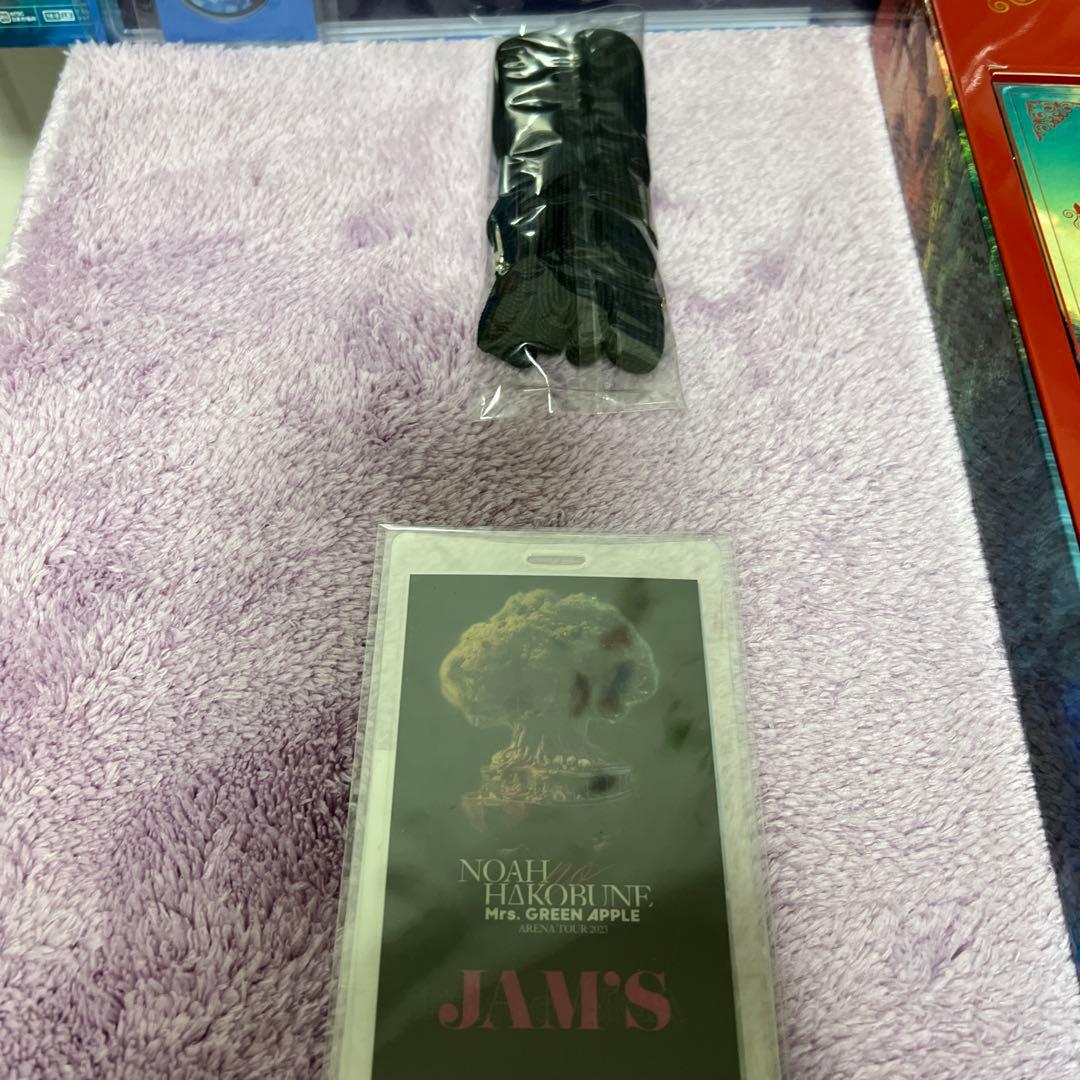 NOAH no
HAKOBUNE
Mrs. GREEN APPLE
ARENA TOUR 2023
JAM'S